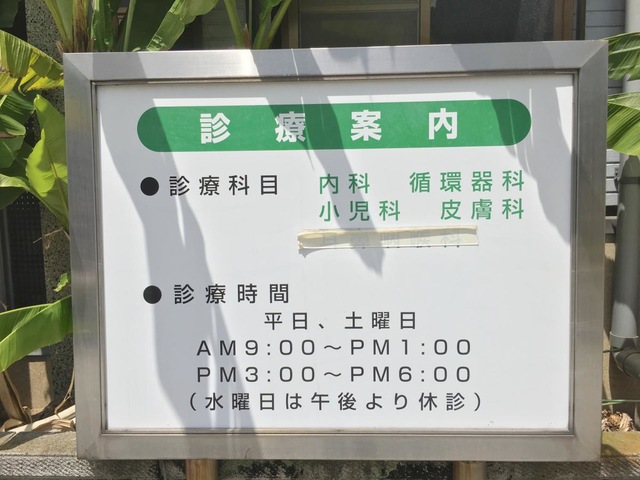 診療案内
●診療科目 内科 循環器科
小児科 皮膚科
●診療時間
平日、土曜日
AM9:00～PM1:00
PM3:00～PM6:00
（水曜日は午後より休診）